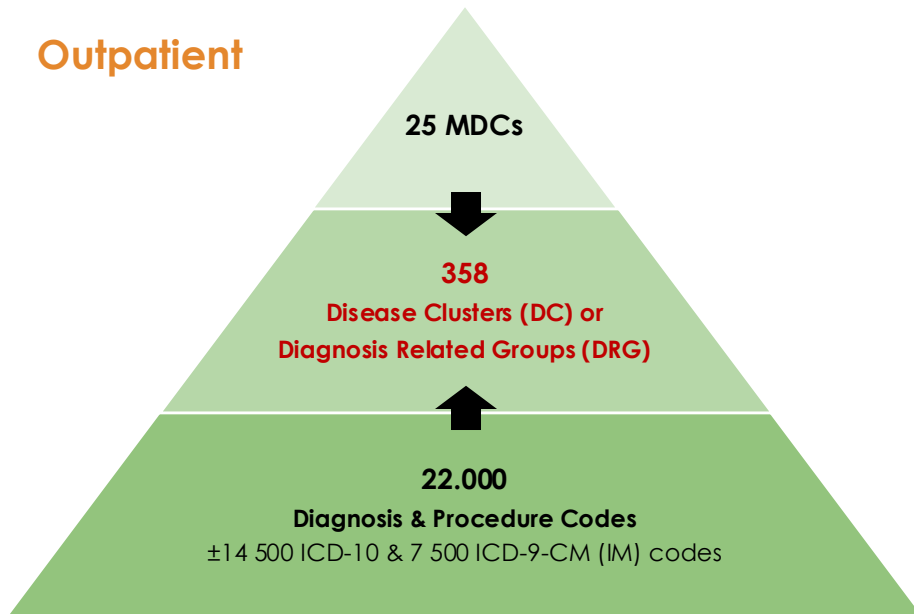 Outpatient
25 MDCs
358
Disease Clusters (DC) or
Diagnosis Related Groups (DRG)
22.000
Diagnosis & Procedure Codes
±14 500 ICD-10 & 7 500 ICD-9-CM (IM) codes